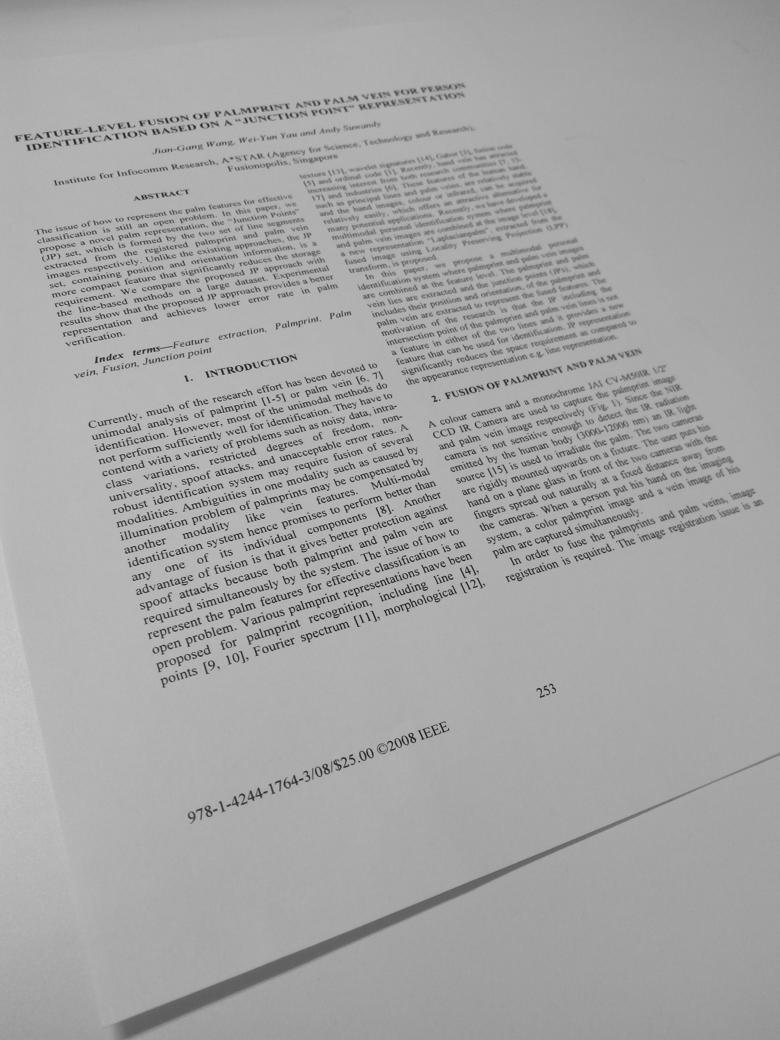 FEATURE-LEVEL FUSION OF PALMPRINT AND PALM VEIN FOR PERSON
IDENTIFICATION BASED ON A "JUNCTION POINT" REPRESENTATION
Jian-Gang Wang, Wei-Yun Yau and Andy Suwandy
Institute for Infocomm Research, A*STAR (Agency for Science, Technology and Research),
Fusionopolis, Singapore
ABSTRACT
The issue of how to represent the palm features for effective
classification is still an open problem. In this paper, we
propose a novel palm representation, the "Junction Points"
(JP) set, which is formed by the two set of line segments
extracted from the registered palmprint and palm vein
images respectively. Unlike the existing approaches, the JP
set, containing position and orientation information, is a
more compact feature that significantly reduces the storage
requirement. We compare the proposed JP approach with
the line-based methods on a large dataset. Experimental
results show that the proposed JP approach provides a better
representation and achieves lower error rate in palm
verification.
Index terms—Feature extraction, Palmprint, Palm
vein, Fusion, Junction point
1. INTRODUCTION
Currently, much of the research effort has been devoted to
unimodal analysis of palmprint [1-5] or palm vein [6, 7]
identification. However, most of the unimodal methods do
not perform sufficiently well for identification. They have to
contend with a variety of problems such as noisy data, intra-
class variations, restricted degrees of freedom, non-
universality, spoof attacks, and unacceptable error rates. A
robust identification system may require fusion of several
modalities. Ambiguities in one modality such as caused by
illumination problem of palmprints may be compensated by
another modality like vein features. Multi-modal
identification system hence promises to perform better than
any one of its individual components [8]. Another
advantage of fusion is that it gives better protection against
spoof attacks because both palmprint and palm vein are
required simultaneously by the system. The issue of how to
represent the palm features for effective classification is an
open problem. Various palmprint representations have been
proposed for palmprint recognition, including line [4],
points [9, 10], Fourier spectrum [11], morphological [12],
texture [13], wavelet signatures [14], Gabor [3], fusion code
[5] and ordinal code [1]. Recently, hand vein has attracted
increasing interest from both research communities [7, 15-
17] and industries [6]. These features of the human hand,
such as principal lines and palm veins, are relatively stable
and the hand images, colour or infrared, can be acquired
relatively easily, which offers an attractive alternative for
many potential applications. Recently, we have developed a
multimodal personal identification system where palmprint
and palm vein images are combined at the image level [18],
a new representation "Laplacianpalm", extracted from the
fused image using Locality Preserving Projection (LPP)
transform, is proposed.
In this paper, we propose a multimodal personal
identification system where palmprint and palm vein images
are combined at the feature level. The palmprint and palm
vein lies are extracted and the junction points (JPs), which
includes their position and orientation, of the palmprint and
palm vein are extracted to represent the fused features. The
motivation of the research is that the JP including the
intersection point of the palmprint and palm vein lines is not
a feature in either of the two lines and it provides a new
feature that can be used for identification. JP representation
significantly reduces the space requirement as compared to
the appearance representation e.g. line representation.
2. FUSION OF PALMPRINT AND PALM VEIN
A colour camera and a monochrome JAI CV-M50IR 1/2"
CCD IR Camera are used to capture the palmprint image
and palm vein image respectively (Fig. 1). Since the NIR
camera is not sensitive enough to detect the IR radiation
emitted by the human body (3000-12000 nm) an IR light
source [15] is used to irradiate the palm. The two cameras
are rigidly mounted upwards on a fixture. The user puts his
hand on a plane glass in front of the two cameras with the
fingers spread out naturally at a fixed distance away from
the cameras. When a person put his hand on the imaging
system, a color palmprint image and a vein image of his
palm are captured simultaneously.
In order to fuse the palmprints and palm veins, image
registration is required. The image registration issue is an
253
978-1-4244-1764-3/08/$25.00 ©2008 IEEE